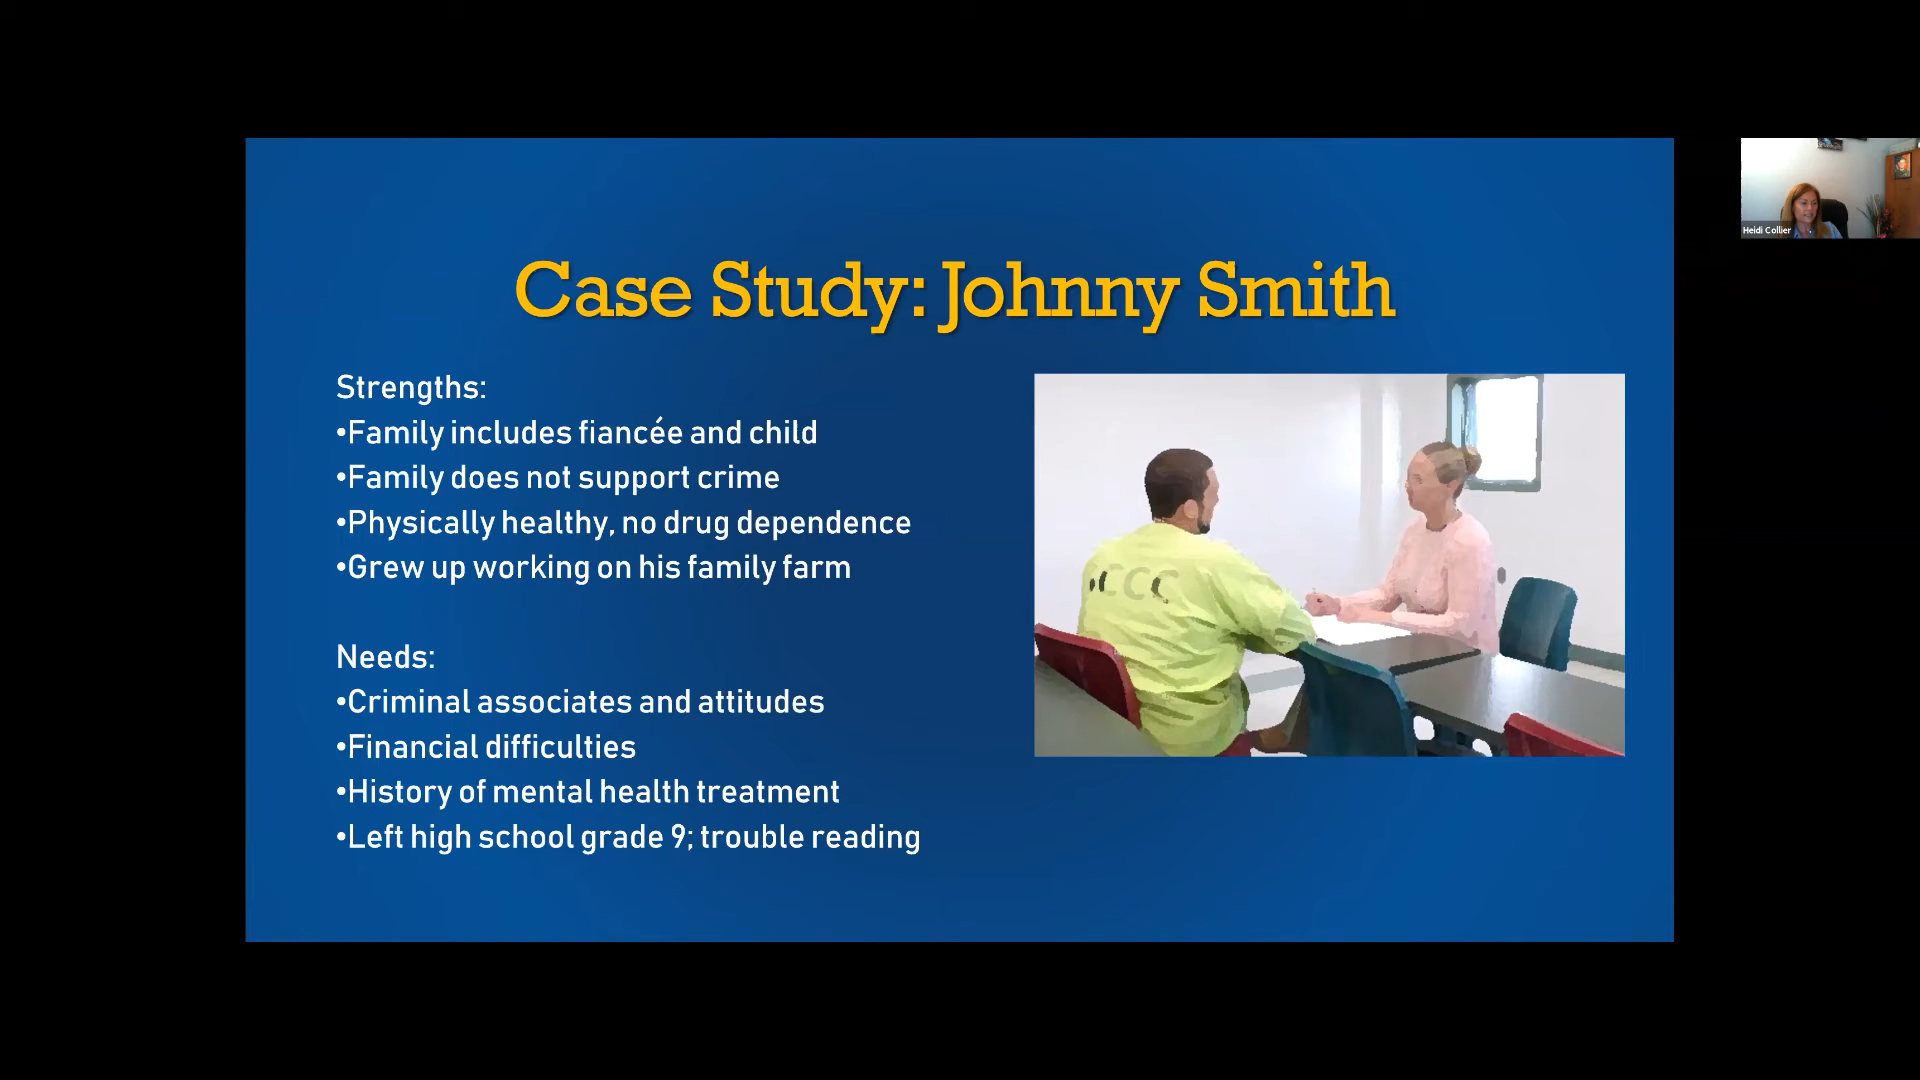 Case Study: Johnny Smith
Strengths:
•Family includes fiancée and child
•Family does not support crime
•Physically healthy, no drug dependence
•Grew up working on his family farm
Needs:
•Criminal associates and attitudes
•Financial difficulties
•History of mental health treatment
•Left high school grade 9; trouble reading
Heidi Collier